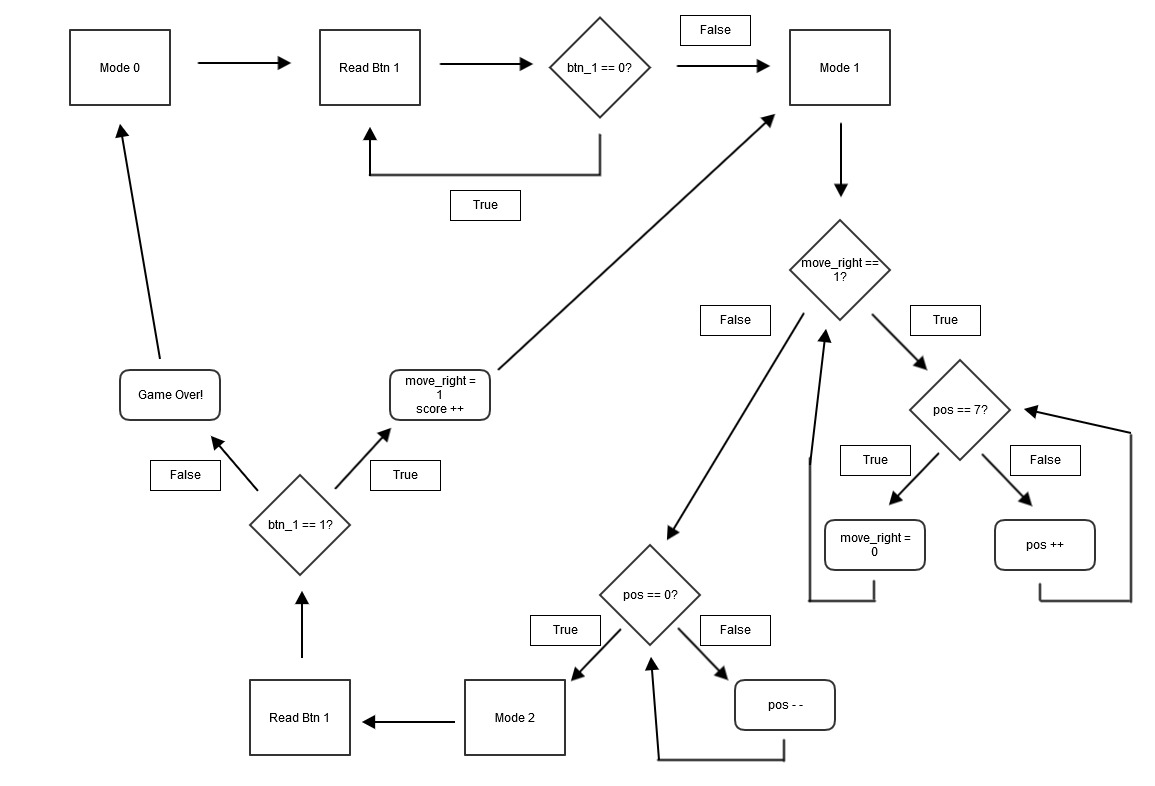 False
Mode 0
Read Btn 1
btn_1 == 0?
Mode 1
True
move_right ==
1?
False
True
Game Over!
move_right =
1
score ++
pos == 7?
False
True
True
False
btn_1 == 1?
move_right =
0
pos ++
pos == 0?
True
False
Read Btn 1
Mode 2
pos - -